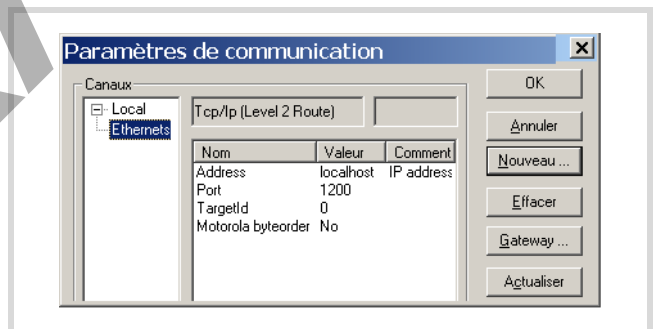 Paramètres de communication
Canaux
Local
Ethernets
Tcp/Ip (Level 2 Route)
Nom Valeur Comment
Address localhost IP address
Port 1200
TargetId 0
Motorola byteorder No
OK
Annuler
Nouveau ...
Effacer
Gateway ...
Actualiser